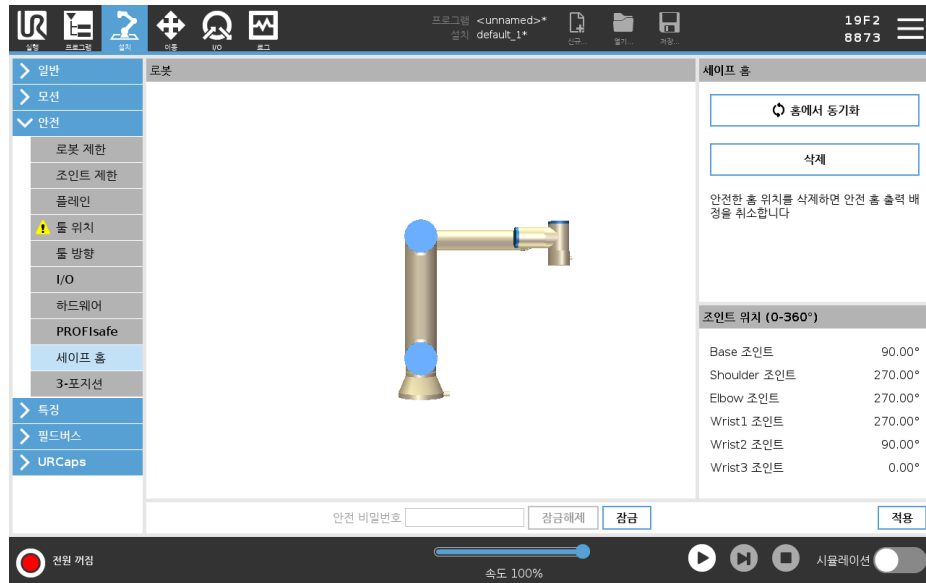 UR
실행
프로그램
설치
이동
I/O
로그
프로그램 <unnamed>*
설치 default_1*
신규...
열기...
저장...
19F2
8873
일반
모션
안전
로봇 제한
조인트 제한
플레인
툴 위치
툴 방향
I/O
하드웨어
PROFIsafe
세이프 홈
3-포지션
특징
필드버스
URCaps
로봇
세이프 홈
홈에서 동기화
삭제
안전한 홈 위치를 삭제하면 안전 홈 출력 배
정을 취소합니다
조인트 위치 (0-360°)
Base 조인트 90.00°
Shoulder 조인트 270.00°
Elbow 조인트 270.00°
Wrist1 조인트 270.00°
Wrist2 조인트 90.00°
Wrist3 조인트 0.00°
안전 비밀번호
잠금해제
잠금
적용
전원 꺼짐
속도 100%
시뮬레이션